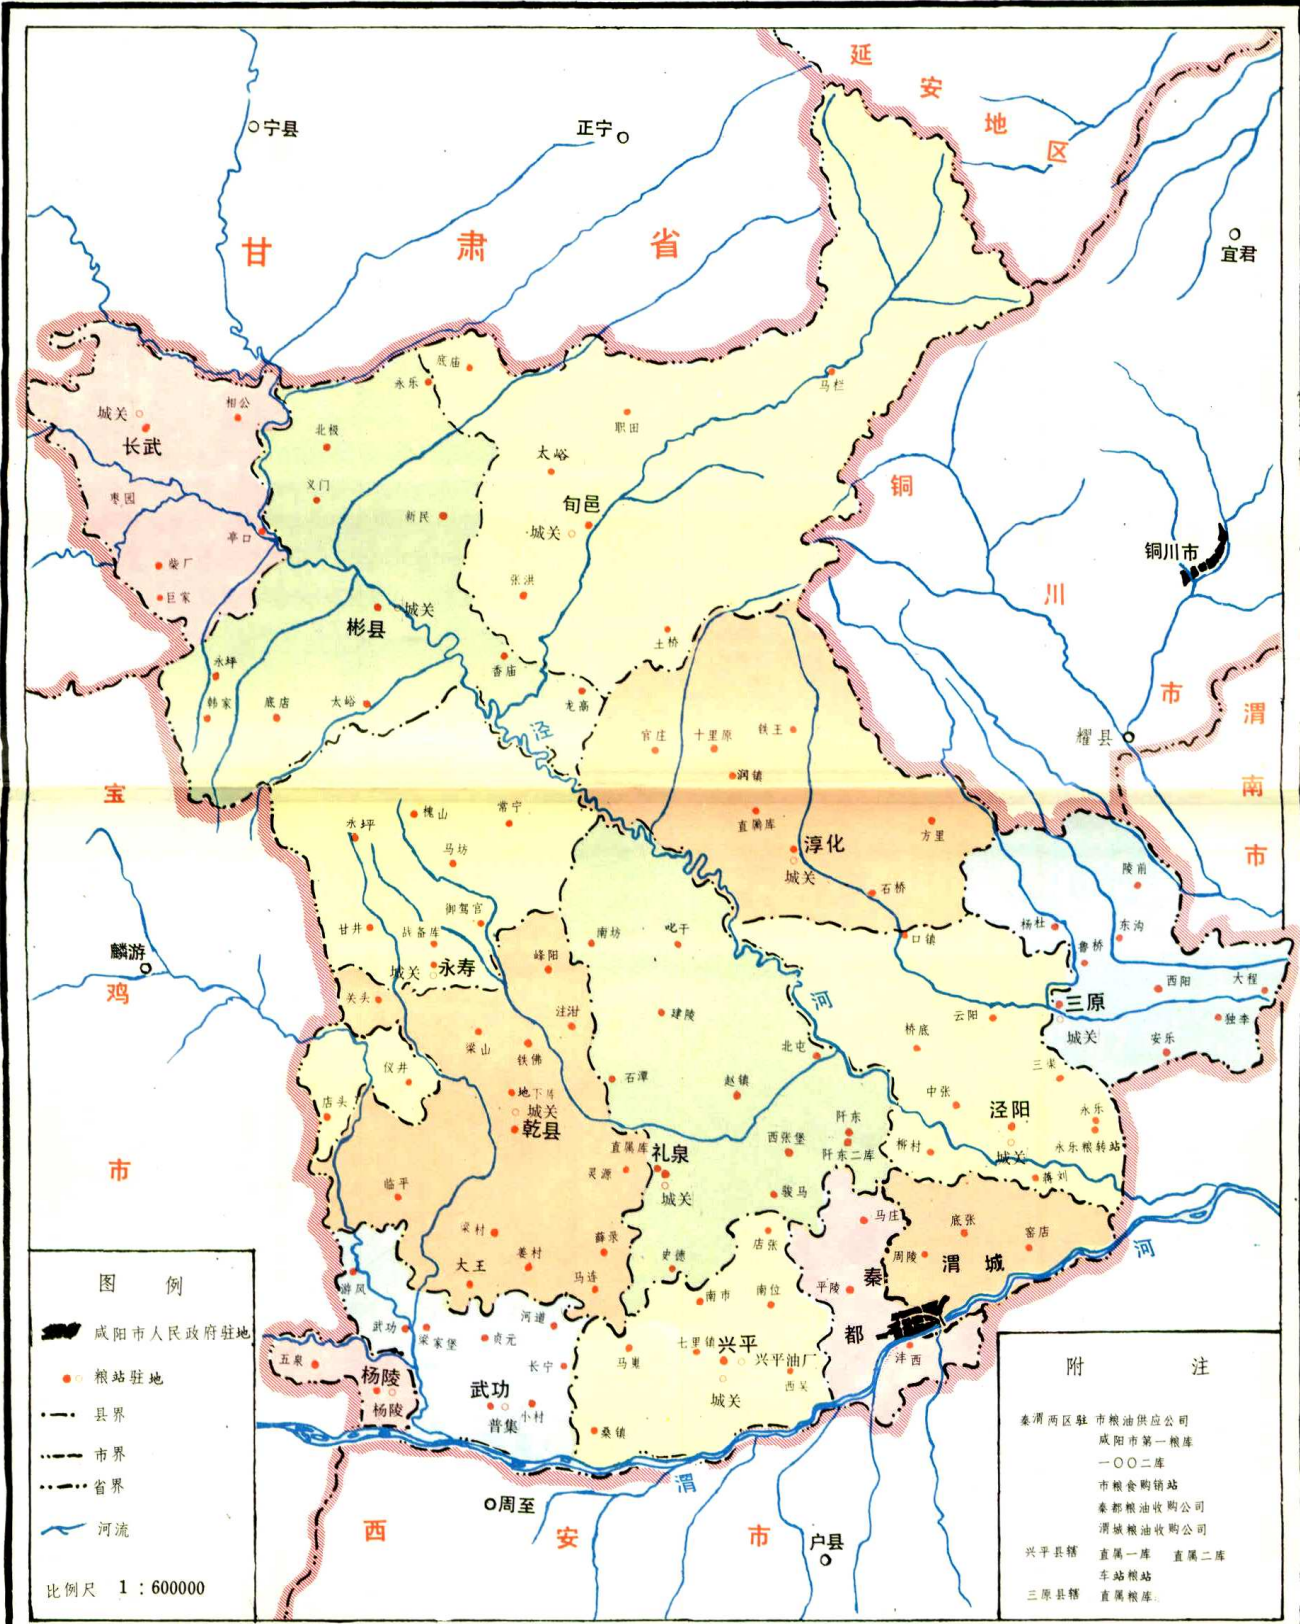 延
安
地
区
宁县
正宁
甘 肃 省
宜君
底庙
永乐
马栏
相公
城关
长武
北极
职田
太峪
义门
枣园
旬邑
城关
新民
铜
亭口
柴厂
巨家
张洪
铜川市
川
城关
彬县
土桥
永坪
香庙
韩家
底店
太峪
龙高
市
渭
泾
官庄
十里原
铁王
耀县
润镇
宝
南
槐山
常宁
永坪
直属库
方里
淳化
马坊
城关
市
陵前
石桥
御驾官
甘井
战备库
南坊
叱干
口镇
杨杜
东沟
鲁桥
麟游
城关
永寿
峰阳
鸡
关头
河
西阳
大程
三原
注泔
建陵
云阳
独李
城关
梁山
铁佛
桥底
北屯
安乐
仪井
石潭
赵镇
三渠
地下库
店头
城关
中张
泾阳
永乐
乾县
阡东
直属库
礼泉
西张堡
阡东二库
柳村
城关
永乐粮转站
市
灵源
城关
骏马
蒋刘
临平
马庄
底张
梁村
薛录
店张
窑店
河
姜村
史德
周陵
渭城
大王
马连
秦
平陵
游凤
南市
南位
武功
河道
梁家堡
贞元
七里镇
兴平
都
五泉
马嵬
兴平油厂
沣西
杨陵
长宁
西吴
武功
城关
杨陵
小村
普集
桑镇
渭
周至
西 安 市
户县
图 例
咸阳市人民政府驻地
粮站驻地
县界
市界
省界
河流
比例尺 1:600000
附 注
秦渭两区驻 市粮油供应公司
咸阳市第一粮库
一〇〇二库
市粮食购销站
秦都粮油收购公司
渭城粮油收购公司
兴平县辖 直属一库 直属二库
车站粮站
三原县辖 直属粮库